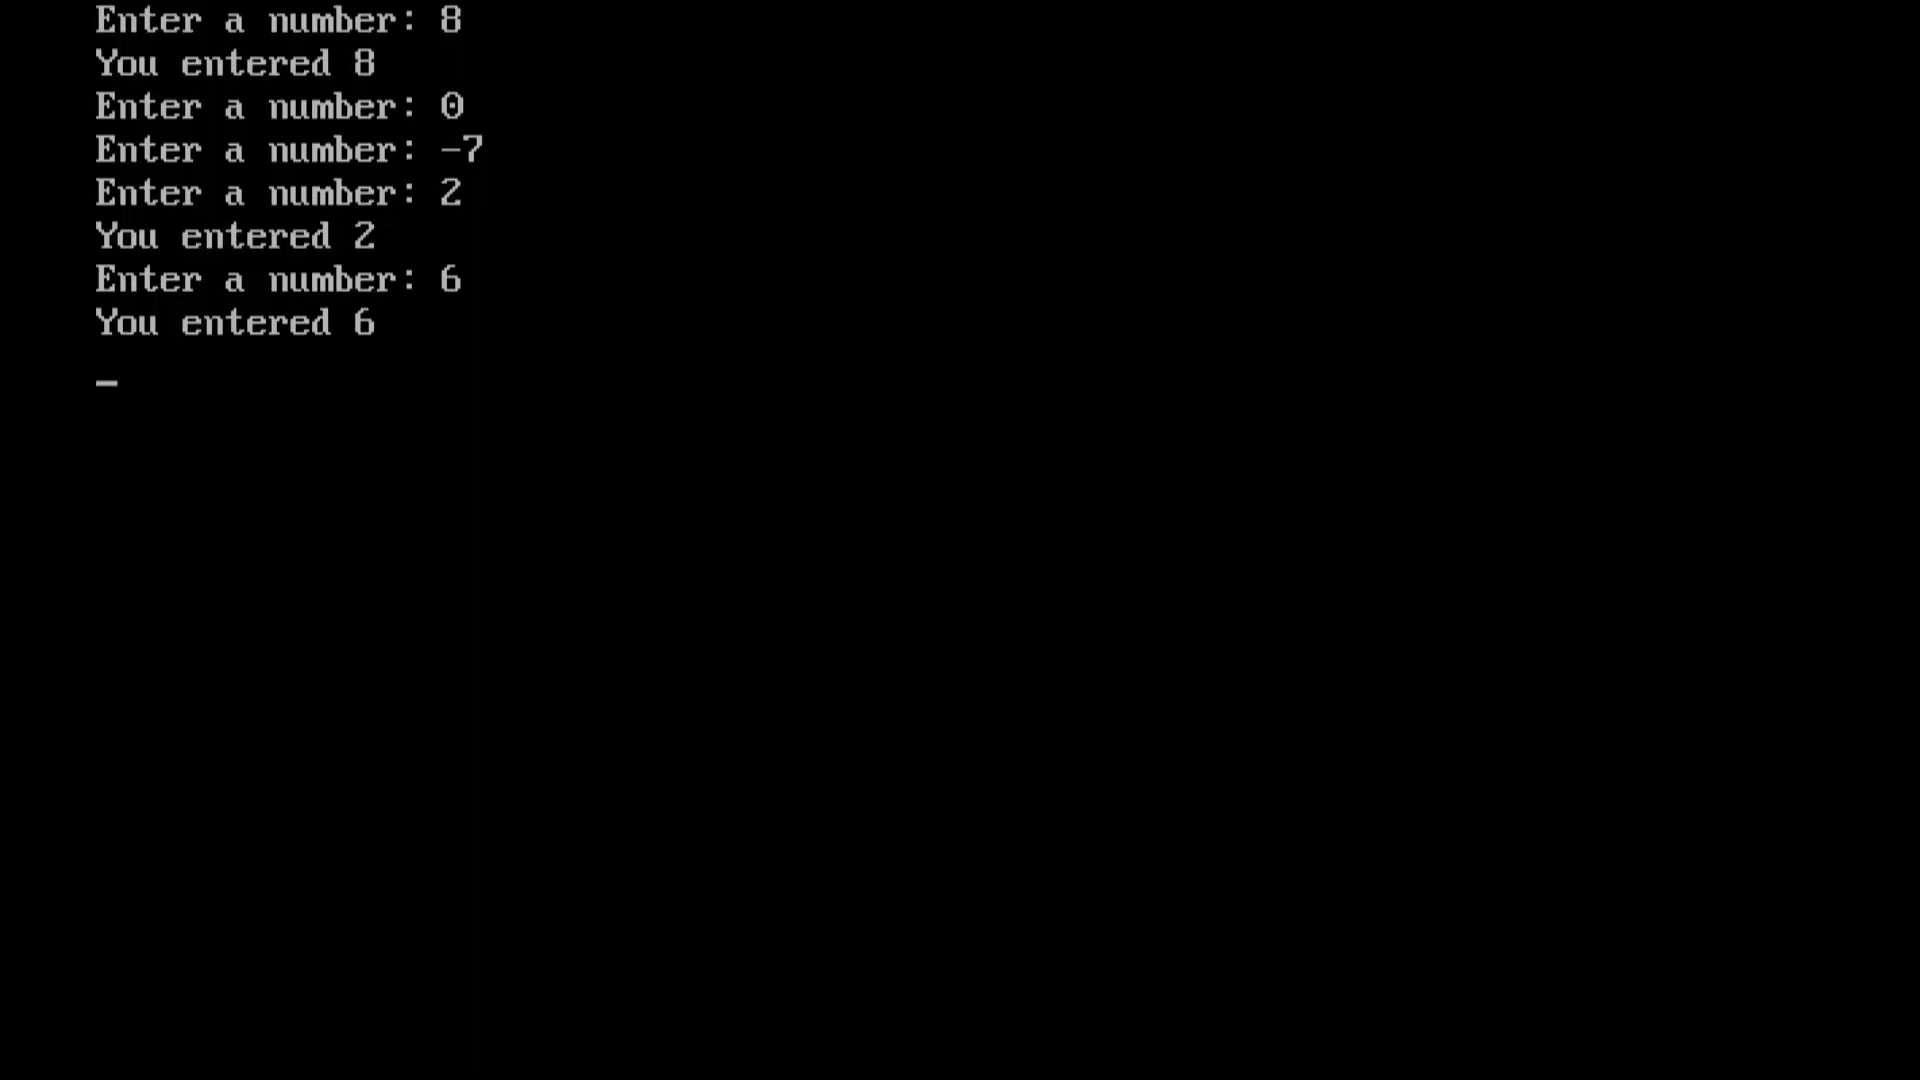 Enter a number: 8
You entered 8
Enter a number: 0
Enter a number: -7
Enter a number: 2
You entered 2
Enter a number: 6
You entered 6
_